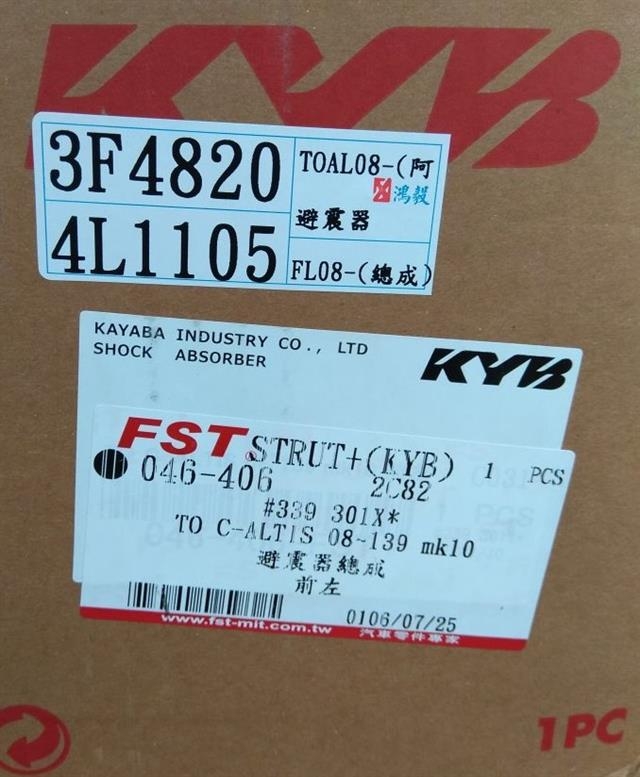 KYB
3F4820
TOAL08-(阿
鴻毅
避震器
4L1105
FL08-(總成)
KAYABA INDUSTRY CO., LTD
SHOCK ABSORBER
KYB
FST STRUT+(KYB) 1 PCS
046-406 2C82
#339 301X*
TO C-ALTIS 08~139 mk10
避震器總成
前左
0106/07/25
www.fst-mit.com.tw 汽車零件專家
1PC